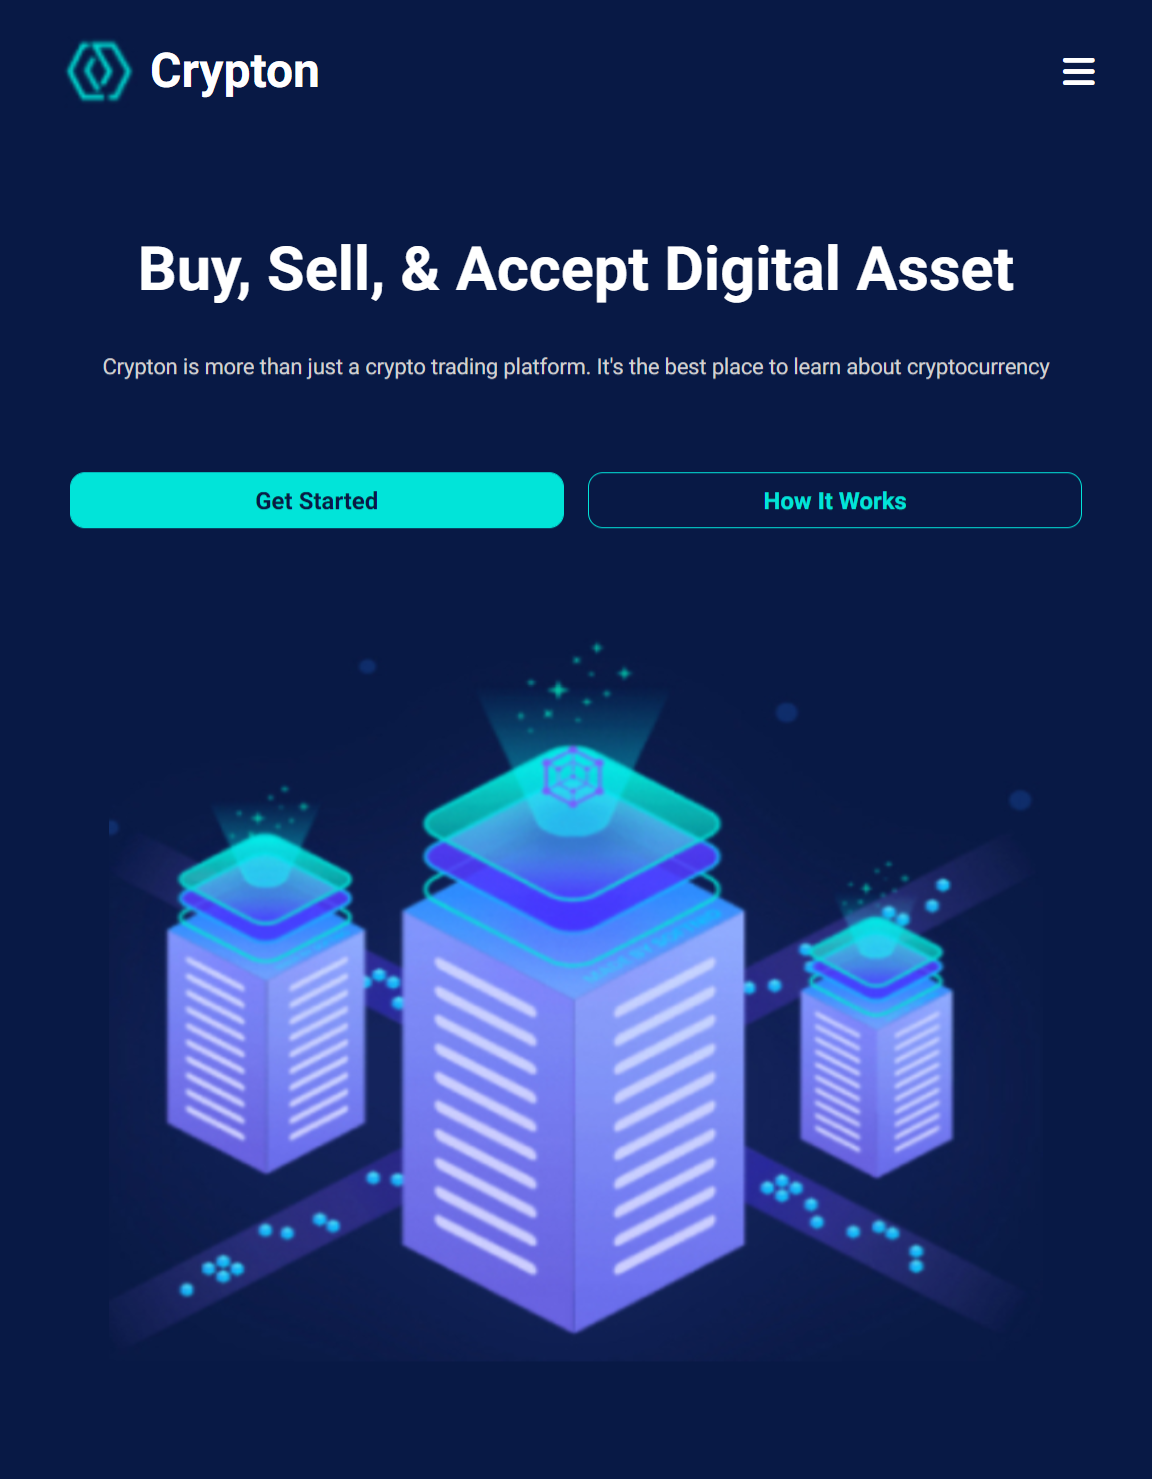 Crypton
Buy, Sell, & Accept Digital Asset
Crypton is more than just a crypto trading platform. It's the best place to learn about cryptocurrency
Get Started
How It Works